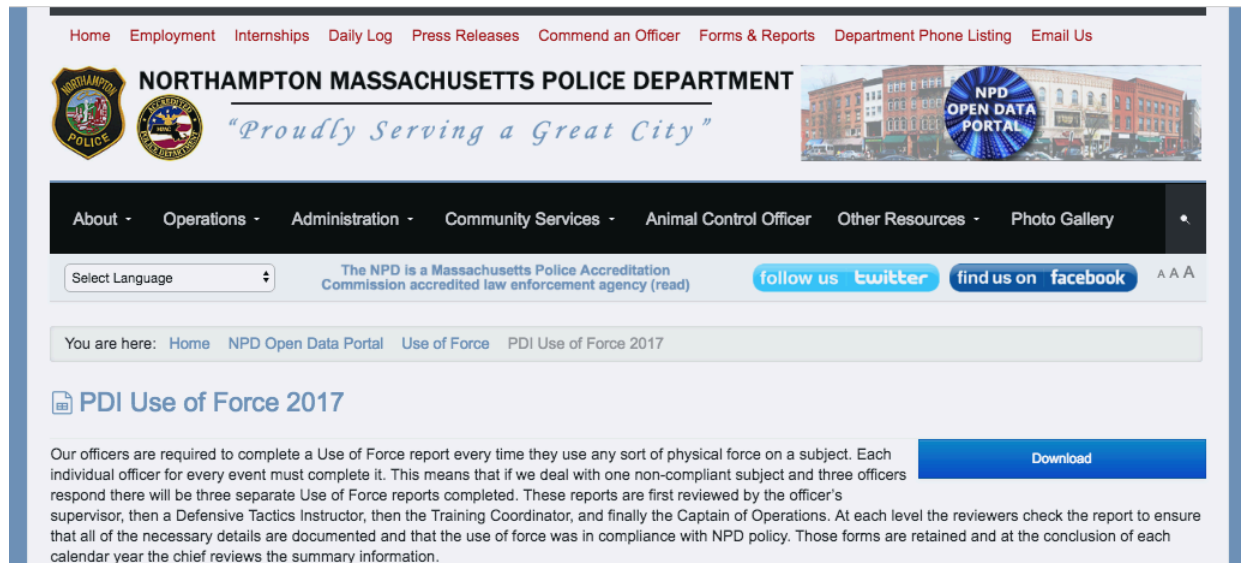 Home Employment Internships Daily Log Press Releases Commend an Officer Forms & Reports Department Phone Listing Email Us
NORTHAMPTON
POLICE
ACCREDITED
POLICE DEPARTMENT
NORTHAMPTON MASSACHUSETTS POLICE DEPARTMENT
"Proudly Serving a Great City"
NPD
OPEN DATA
PORTAL
About Operations Administration Community Services Animal Control Officer Other Resources Photo Gallery
Select Language
The NPD is a Massachusetts Police Accreditation
Commission accredited law enforcement agency (read)
follow us twitter
find us on facebook
A A A
You are here: Home NPD Open Data Portal Use of Force PDI Use of Force 2017
PDI Use of Force 2017
Our officers are required to complete a Use of Force report every time they use any sort of physical force on a subject. Each
individual officer for every event must complete it. This means that if we deal with one non-compliant subject and three officers
respond there will be three separate Use of Force reports completed. These reports are first reviewed by the officer's
supervisor, then a Defensive Tactics Instructor, then the Training Coordinator, and finally the Captain of Operations. At each level the reviewers check the report to ensure
that all of the necessary details are documented and that the use of force was in compliance with NPD policy. Those forms are retained and at the conclusion of each
calendar year the chief reviews the summary information.
Download